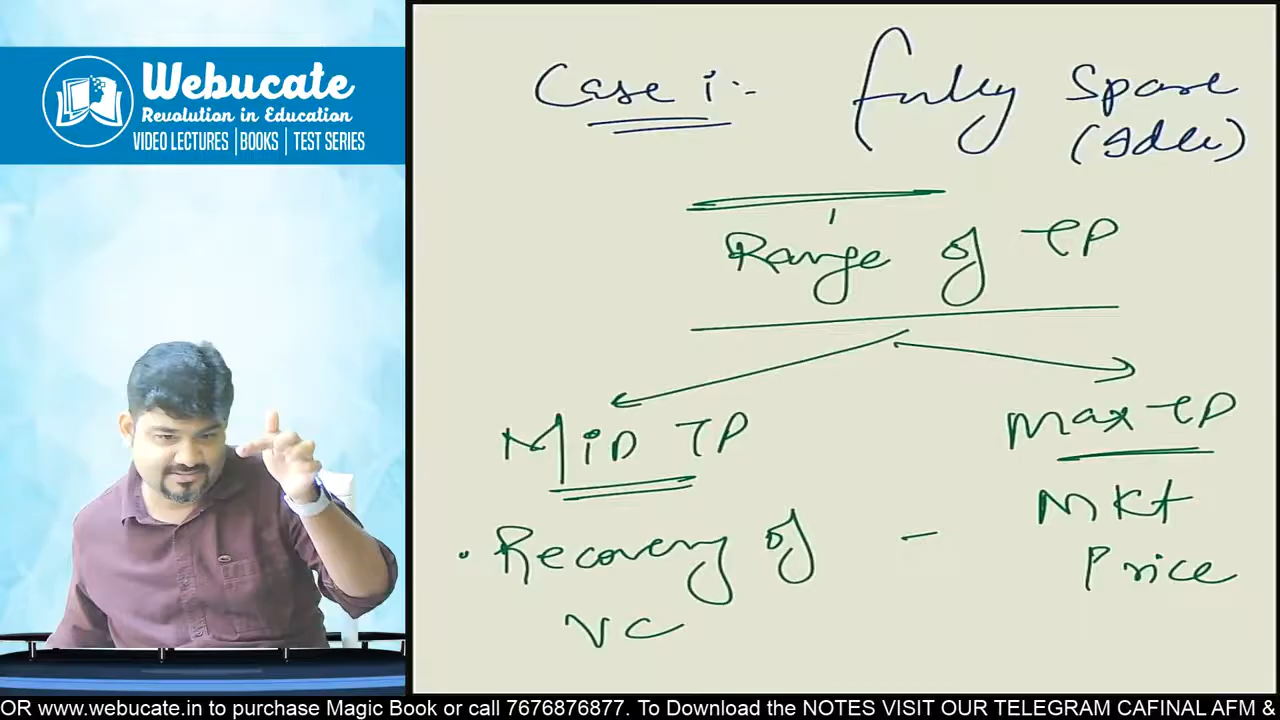 Webucate
Revolution in Education
VIDEO LECTURES | BOOKS | TEST SERIES
Case i :-  Fully Spare
(Idle)
Range of TP
Min TP
Max TP
Recovery of
VC
-
Mkt
Price
OR www.webucate.in to purchase Magic Book or call 7676876877. To Download the NOTES VISIT OUR TELEGRAM CAFINAL AFM &